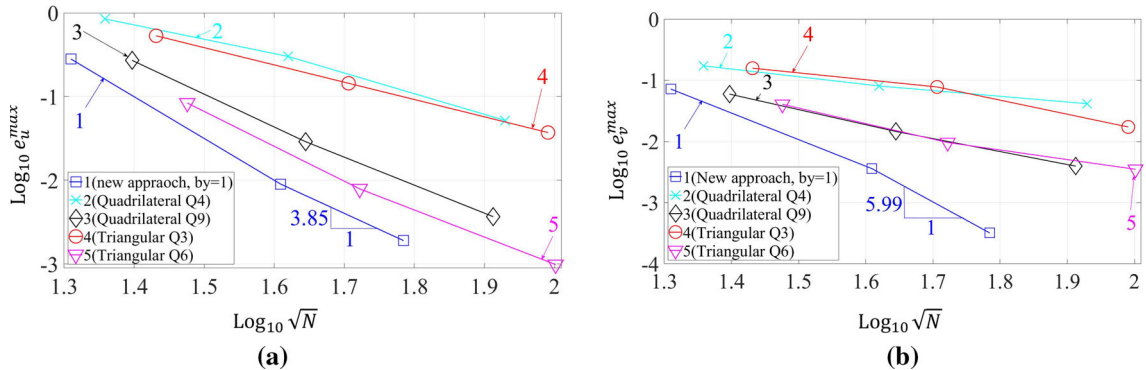 0
-1
-2
-3
Log10 e_u^max
1.3 1.4 1.5 1.6 1.7 1.8 1.9 2
Log10 √N
1
2
3
4
5
3.85
1
1(new appraoch, by=1)
2(Quadrilateral Q4)
3(Quadrilateral Q9)
4(Triangular Q3)
5(Triangular Q6)
(a)
0
-1
-2
-3
-4
Log10 e_v^max
1.3 1.4 1.5 1.6 1.7 1.8 1.9 2
Log10 √N
2
4
3
1
5
5.99
1
1(New approach, by=1)
2(Quadrilateral Q4)
3(Quadrilateral Q9)
4(Triangular Q3)
5(Triangular Q6)
(b)